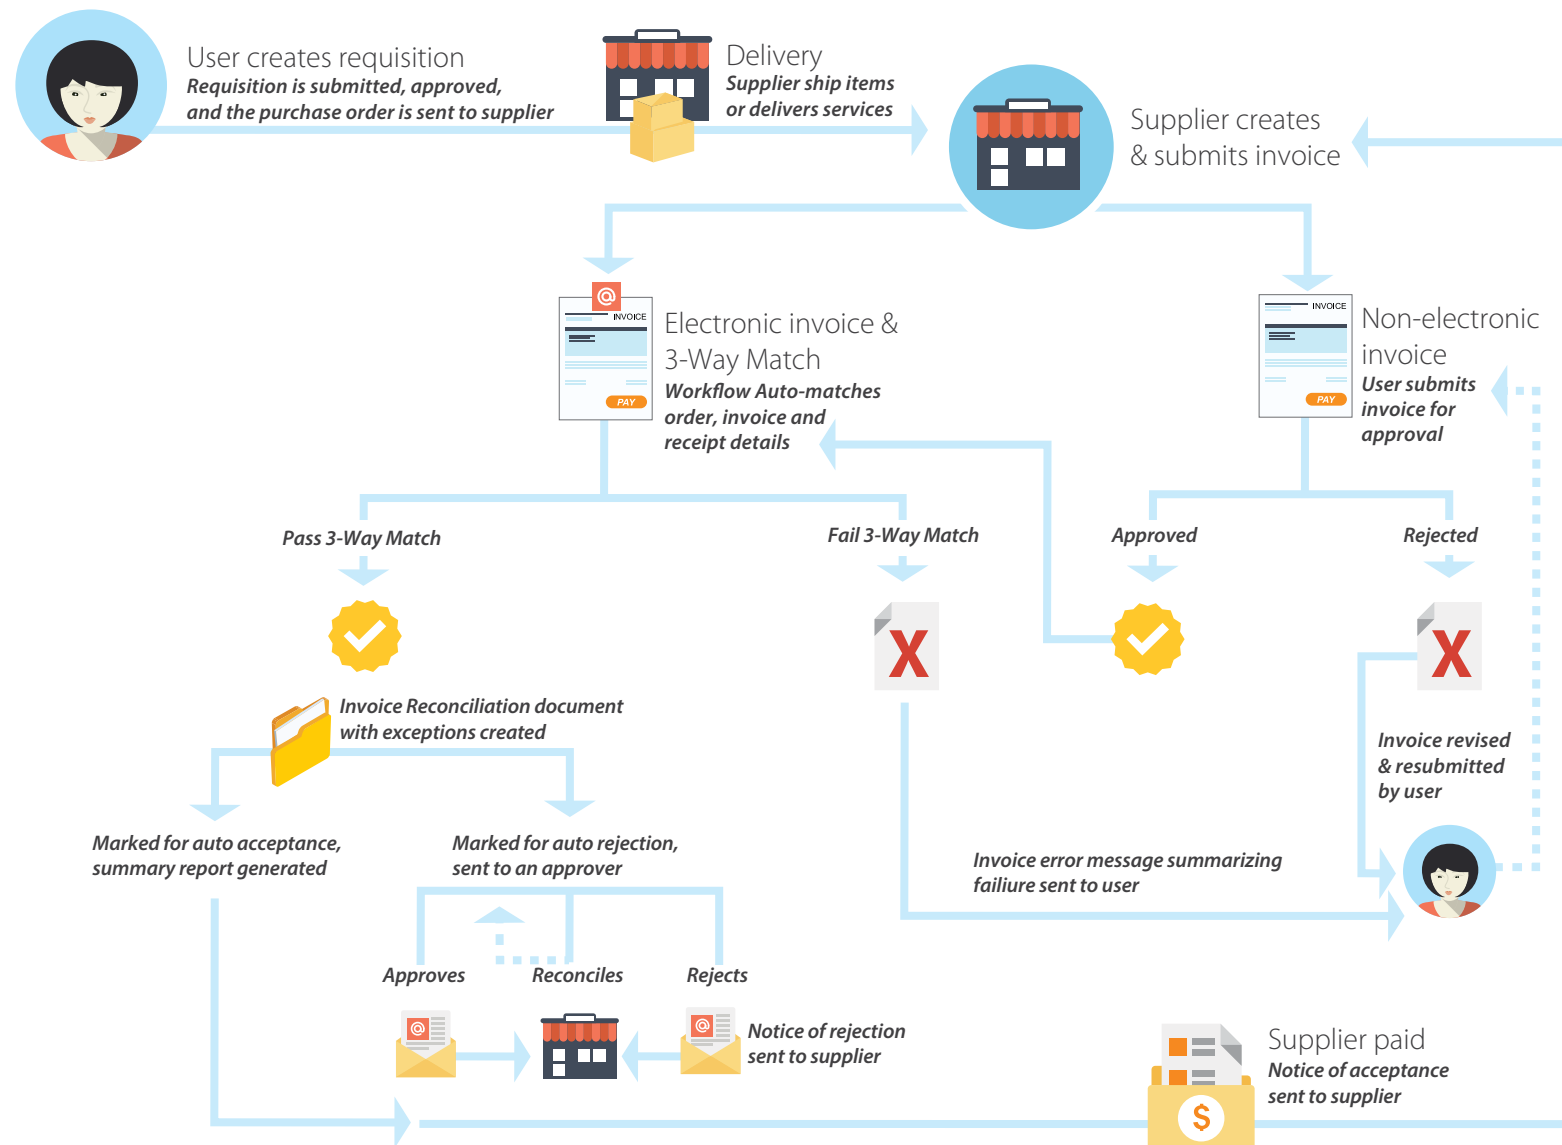 User creates requisition
Requisition is submitted, approved,
and the purchase order is sent to supplier
Delivery
Supplier ship items
or delivers services
Supplier creates
& submits invoice
@
INVOICE
PAY
Electronic invoice &
3-Way Match
Workflow Auto-matches
order, invoice and
receipt details
INVOICE
PAY
Non-electronic
invoice
User submits
invoice for
approval
Pass 3-Way Match
Fail 3-Way Match
Approved
Rejected
X
X
Invoice Reconciliation document
with exceptions created
Invoice revised
& resubmitted
by user
Marked for auto acceptance,
summary report generated
Marked for auto rejection,
sent to an approver
Invoice error message summarizing
failiure sent to user
Approves
Reconciles
Rejects
@
@
Notice of rejection
sent to supplier
Supplier paid
Notice of acceptance
sent to supplier
$